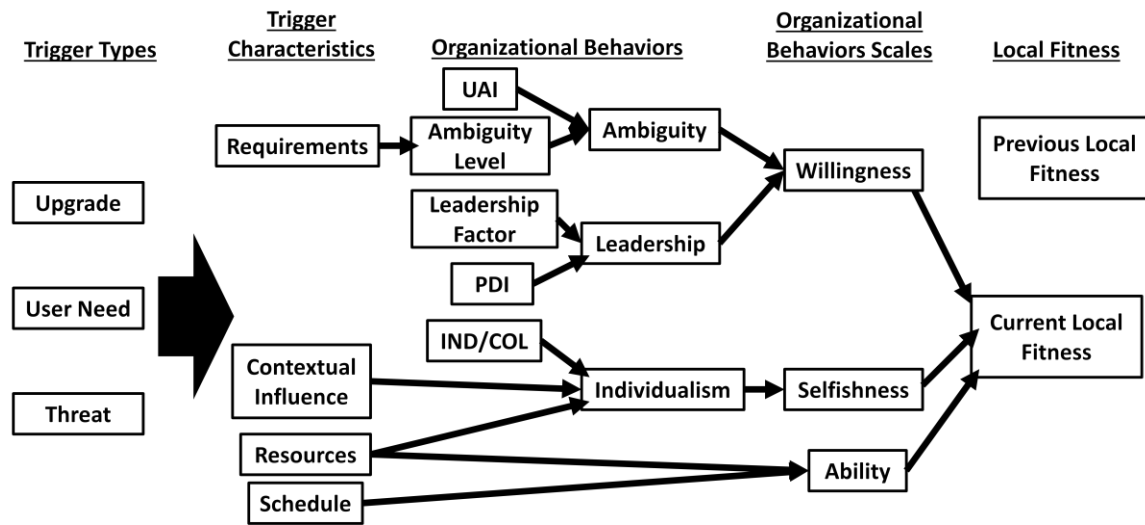 Trigger Types
Trigger
Characteristics
Organizational Behaviors
Organizational
Behaviors Scales
Local Fitness
UAI
Requirements
Ambiguity
Level
Ambiguity
Previous Local
Fitness
Willingness
Upgrade
Leadership
Factor
Leadership
PDI
User Need
IND/COL
Current Local
Fitness
Contextual
Influence
Individualism
Selfishness
Threat
Resources
Ability
Schedule